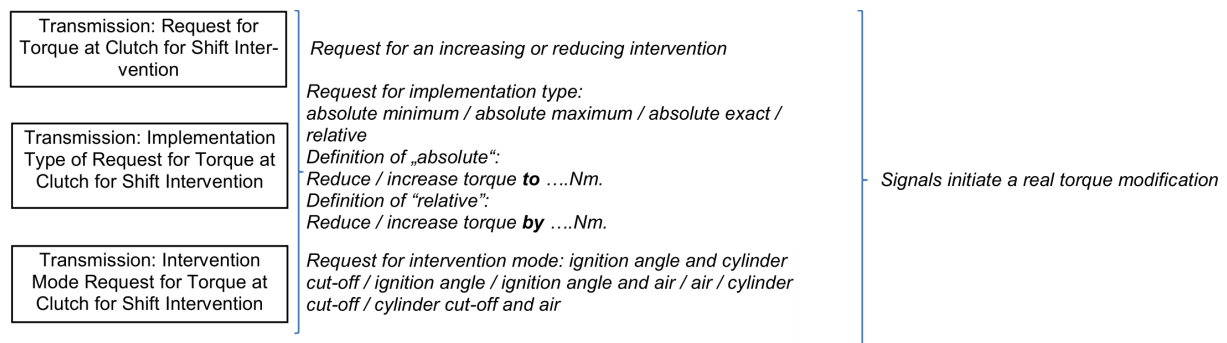 Transmission: Request for
Torque at Clutch for Shift Inter-
vention
Request for an increasing or reducing intervention
Transmission: Implementation
Type of Request for Torque at
Clutch for Shift Intervention
Request for implementation type:
absolute minimum / absolute maximum / absolute exact /
relative
Definition of „absolute“:
Reduce / increase torque to ….Nm.
Definition of “relative”:
Reduce / increase torque by ….Nm.
Transmission: Intervention
Mode Request for Torque at
Clutch for Shift Intervention
Request for intervention mode: ignition angle and cylinder
cut-off / ignition angle / ignition angle and air / air / cylinder
cut-off / cylinder cut-off and air
Signals initiate a real torque modification